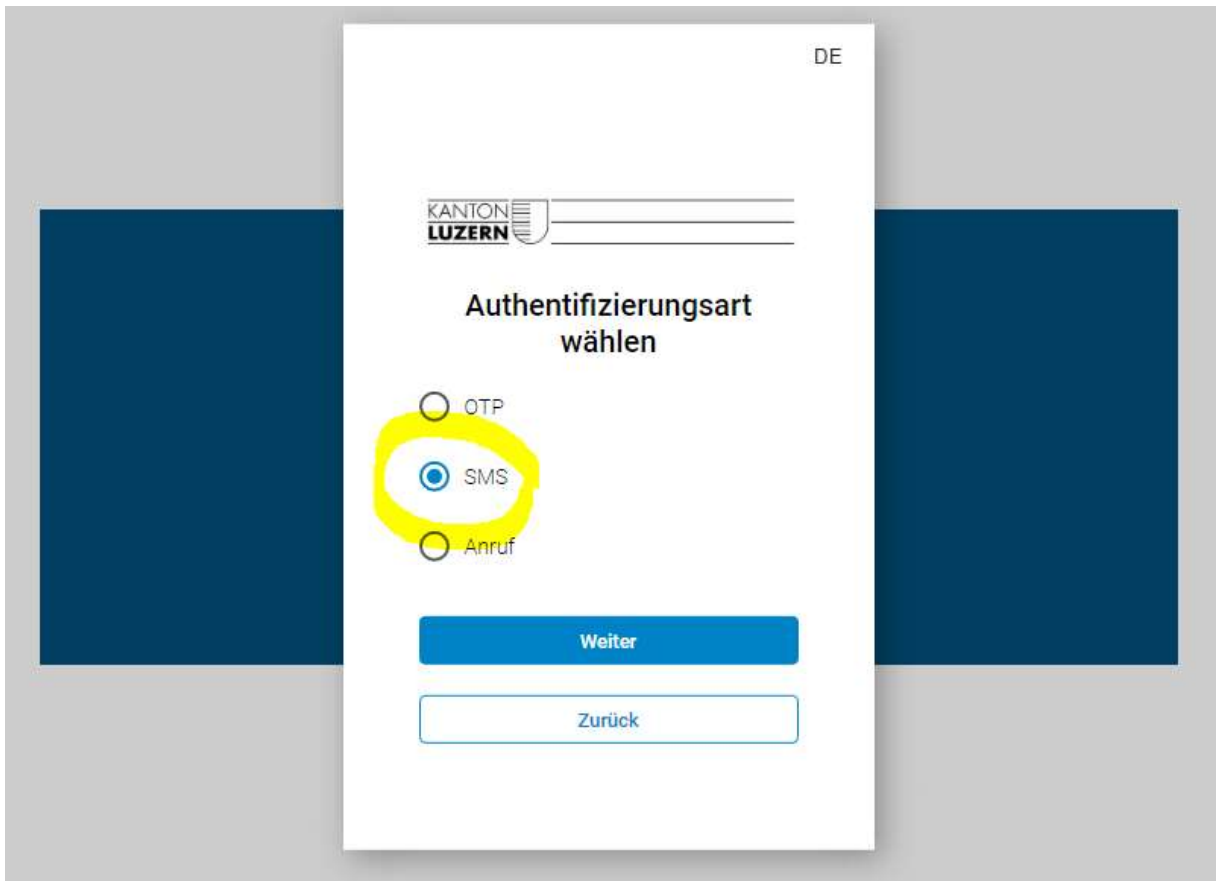 DE
KANTON
LUZERN
Authentifizierungsart
wählen
OTP
SMS
Anruf
Weiter
Zurück